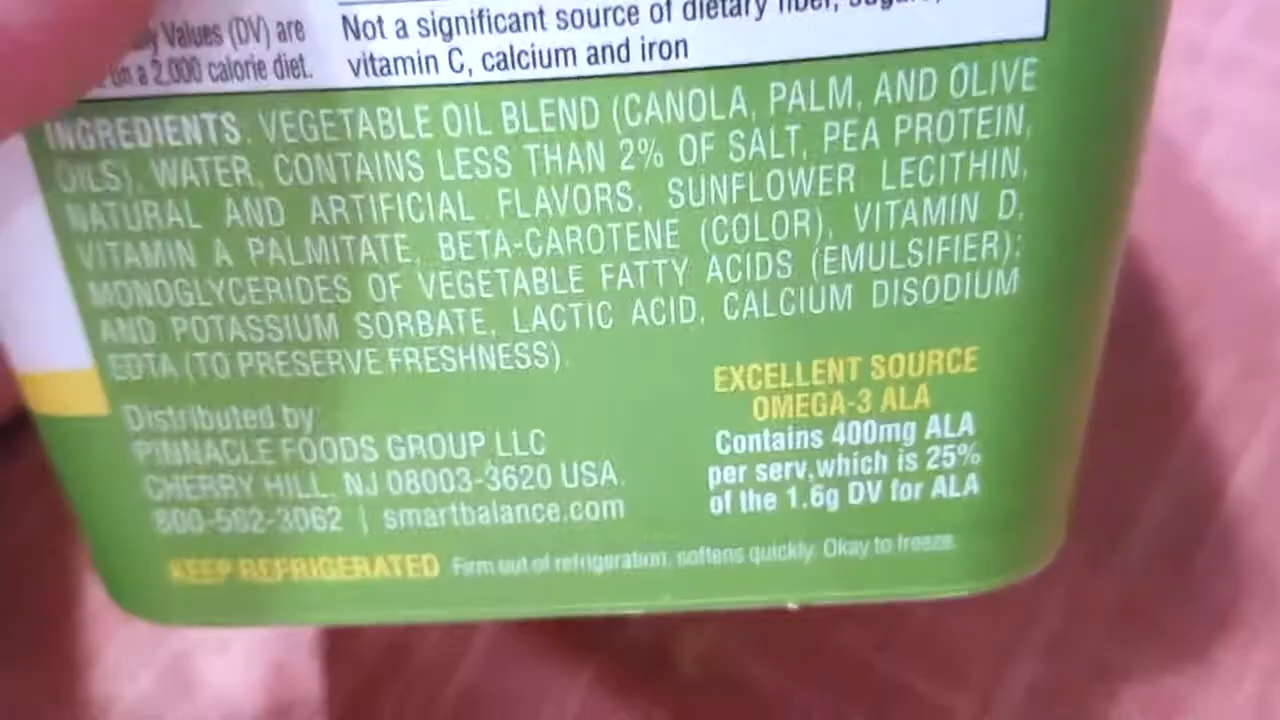 Values (DV) are
on a 2,000 calorie diet.
Not a significant source of dietary fiber, sugars,
vitamin C, calcium and iron
INGREDIENTS: VEGETABLE OIL BLEND (CANOLA, PALM, AND OLIVE
OILS), WATER, CONTAINS LESS THAN 2% OF SALT, PEA PROTEIN,
NATURAL AND ARTIFICIAL FLAVORS, SUNFLOWER LECITHIN,
VITAMIN A PALMITATE, BETA-CAROTENE (COLOR), VITAMIN D,
MONOGLYCERIDES OF VEGETABLE FATTY ACIDS (EMULSIFIER);
AND POTASSIUM SORBATE, LACTIC ACID, CALCIUM DISODIUM
EDTA (TO PRESERVE FRESHNESS).
Distributed by:
PINNACLE FOODS GROUP LLC
CHERRY HILL, NJ 08003-3620 USA.
800-502-3062 | smartbalance.com
EXCELLENT SOURCE
OMEGA-3 ALA
Contains 400mg ALA
per serv, which is 25%
of the 1.6g DV for ALA
KEEP REFRIGERATED Firm out of refrigeration, softens quickly. Okay to freeze.